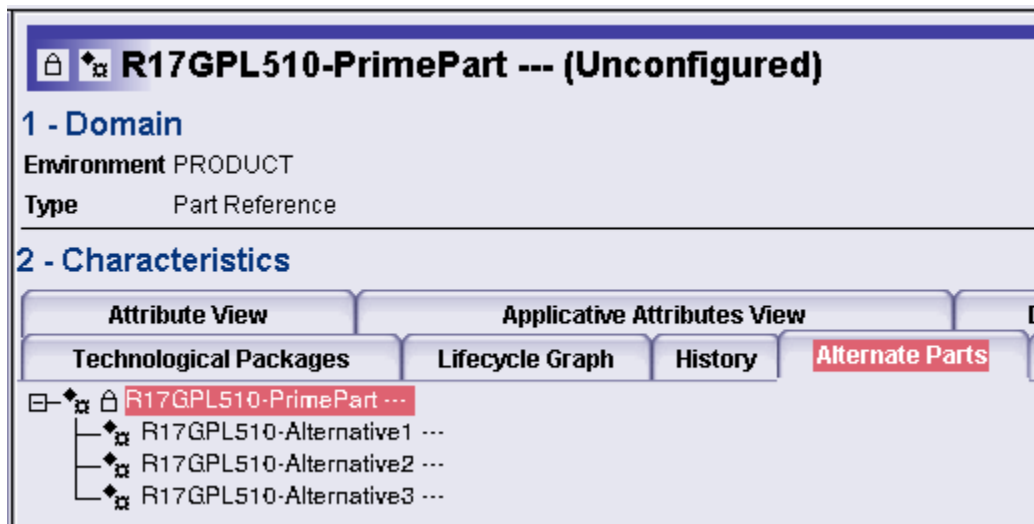 R17GPL510-PrimePart --- (Unconfigured)
1 - Domain
Environment PRODUCT
Type Part Reference
2 - Characteristics
Attribute View Applicative Attributes View
Technological Packages Lifecycle Graph History Alternate Parts
R17GPL510-PrimePart ---
R17GPL510-Alternative1 ---
R17GPL510-Alternative2 ---
R17GPL510-Alternative3 ---